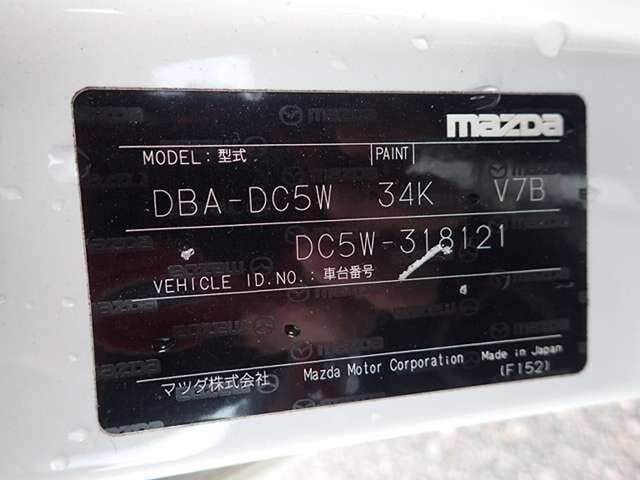 mazda
MODEL: 型式 PAINT
DBA-DC5W 34K V7B
DC5W-318121
VEHICLE ID.NO.: 車台番号
マツダ株式会社 Mazda Motor Corporation Made in Japan
(F152)